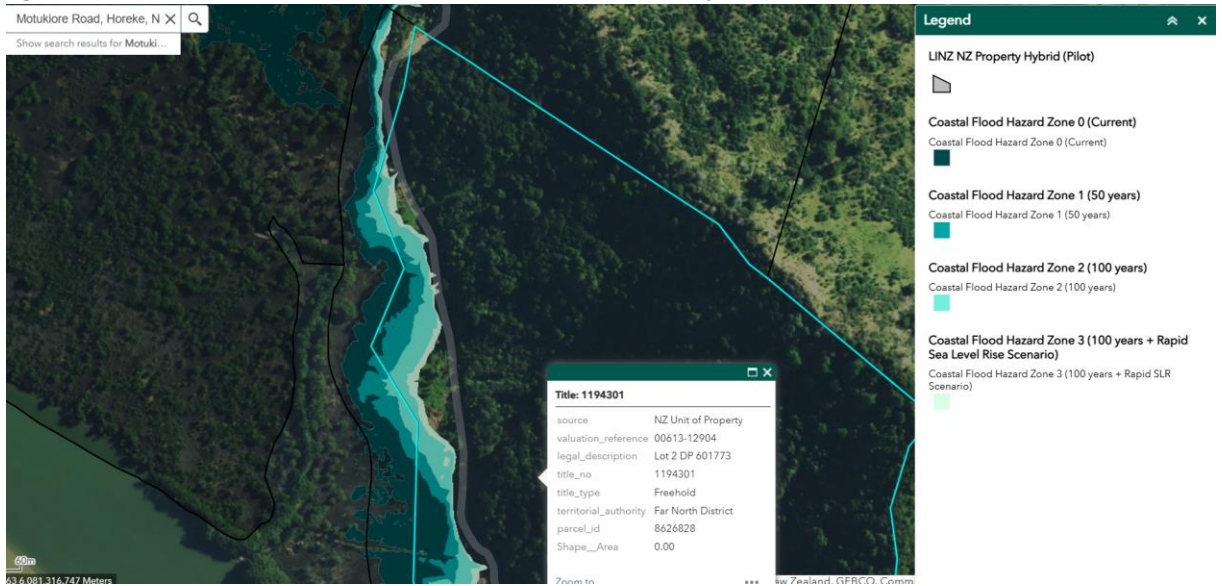 Motukiore Road, Horeke, N
Show search results for Motuki...
Legend
LINZ NZ Property Hybrid (Pilot)
Coastal Flood Hazard Zone 0 (Current)
Coastal Flood Hazard Zone 0 (Current)
Coastal Flood Hazard Zone 1 (50 years)
Coastal Flood Hazard Zone 1 (50 years)
Coastal Flood Hazard Zone 2 (100 years)
Coastal Flood Hazard Zone 2 (100 years)
Coastal Flood Hazard Zone 3 (100 years + Rapid
Sea Level Rise Scenario)
Coastal Flood Hazard Zone 3 (100 years + Rapid SLR
Scenario)
Title: 1194301
source NZ Unit of Property
valuation_reference 00613-12904
legal_description Lot 2 DP 601773
title_no 1194301
title_type Freehold
territorial_authority Far North District
parcel_id 8626828
Shape__Area 0.00
Zoom to
60m
63 6,081,316.747 Meters
w Zealand, GEBCO, Comm